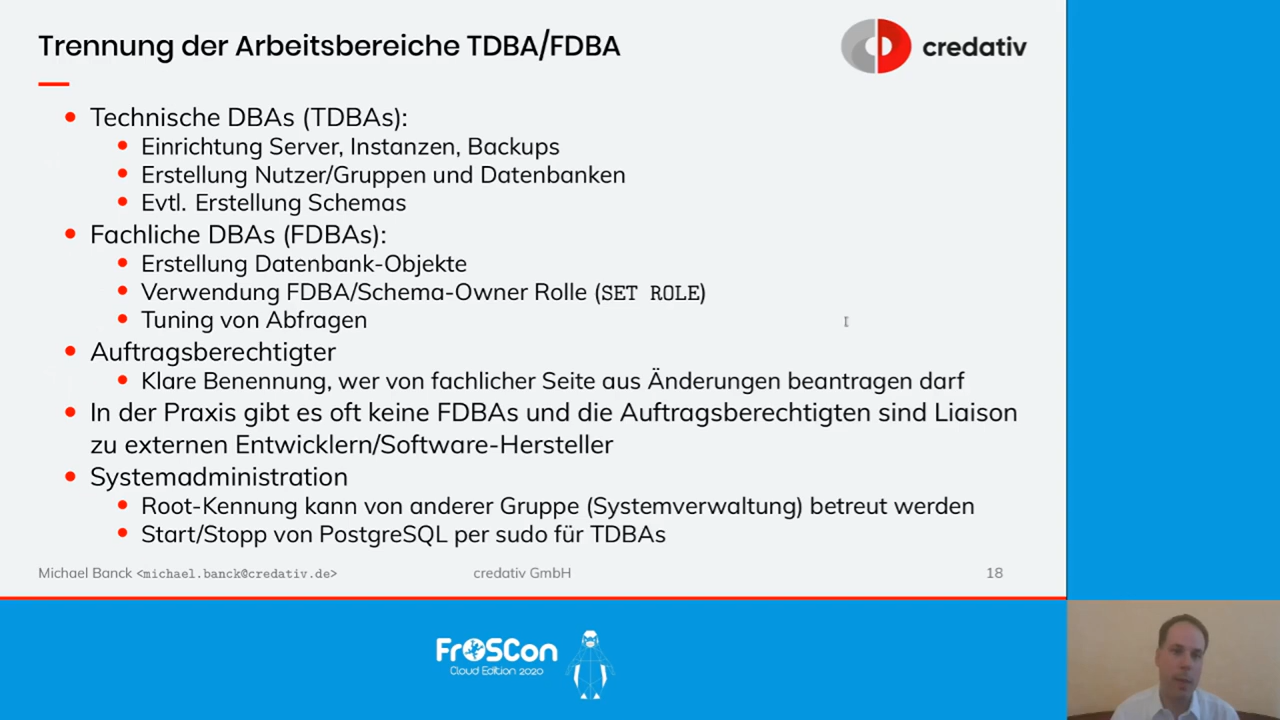 Trennung der Arbeitsbereiche TDBA/FDBA
credativ
Technische DBAs (TDBAs):
Einrichtung Server, Instanzen, Backups
Erstellung Nutzer/Gruppen und Datenbanken
Evtl. Erstellung Schemas
Fachliche DBAs (FDBAs):
Erstellung Datenbank-Objekte
Verwendung FDBA/Schema-Owner Rolle (SET ROLE)
Tuning von Abfragen
Auftragsberechtigter
Klare Benennung, wer von fachlicher Seite aus Änderungen beantragen darf
In der Praxis gibt es oft keine FDBAs und die Auftragsberechtigten sind Liaison
zu externen Entwicklern/Software-Hersteller
Systemadministration
Root-Kennung kann von anderer Gruppe (Systemverwaltung) betreut werden
Start/Stopp von PostgreSQL per sudo für TDBAs
Michael Banck <michael.banck@credativ.de> credativ GmbH 18
FrOSCon
Cloud Edition 2020